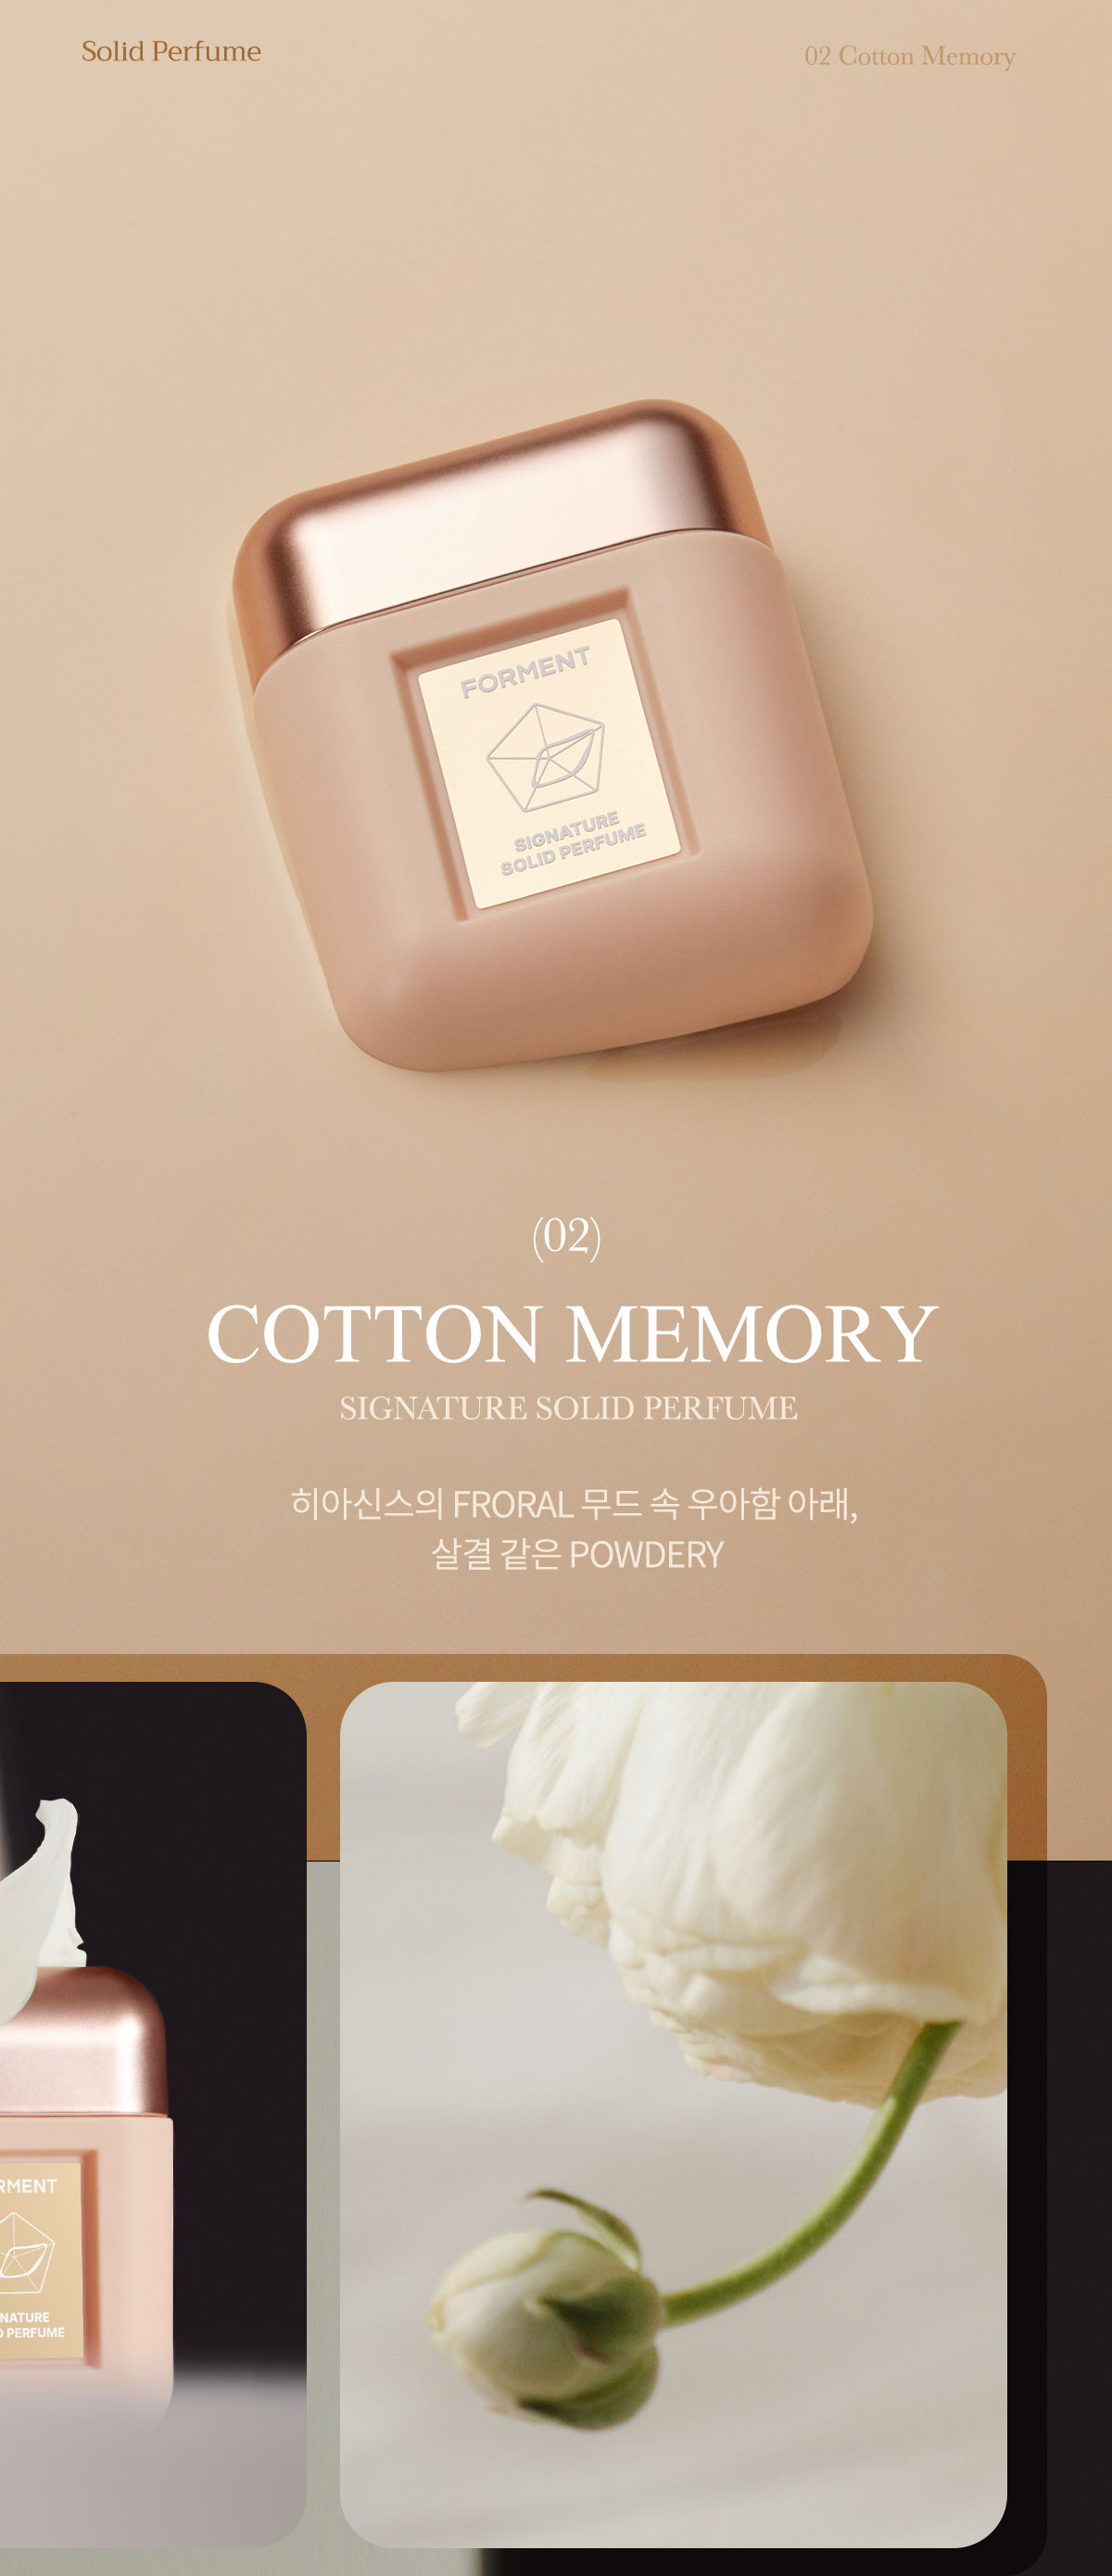 Solid Perfume
02 Cotton Memory
FORMENT
SIGNATURE
SOLID PERFUME
(02)
COTTON MEMORY
SIGNATURE SOLID PERFUME
히아신스의 FRORAL 무드 속 우아함 아래,
살결 같은 POWDERY
RMENT
NATURE
D PERFUME